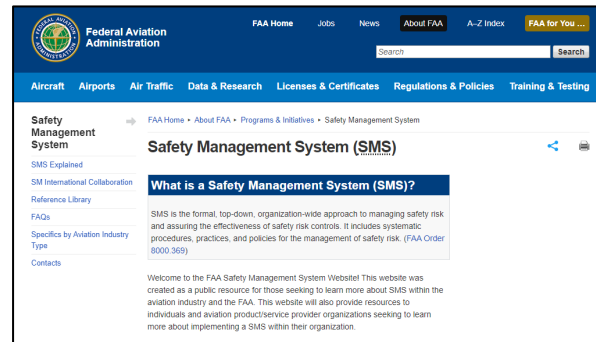 FAA Home Jobs News About FAA A–Z Index FAA for You ...
Federal Aviation
Administration
Search Search
Aircraft Airports Air Traffic Data & Research Licenses & Certificates Regulations & Policies Training & Testing
Safety
Management
System
SMS Explained
SM International Collaboration
Reference Library
FAQs
Specifics by Aviation Industry
Type
Contacts
FAA Home ▸ About FAA ▸ Programs & Initiatives ▸ Safety Management System
Safety Management System (SMS)
What is a Safety Management System (SMS)?
SMS is the formal, top-down, organization-wide approach to managing safety risk
and assuring the effectiveness of safety risk controls. It includes systematic
procedures, practices, and policies for the management of safety risk. (FAA Order
8000.369)
Welcome to the FAA Safety Management System Website! This website was
created as a public resource for those seeking to learn more about SMS within the
aviation industry and the FAA. This website will also provide resources to
individuals and aviation product/service provider organizations seeking to learn
more about implementing a SMS within their organization.